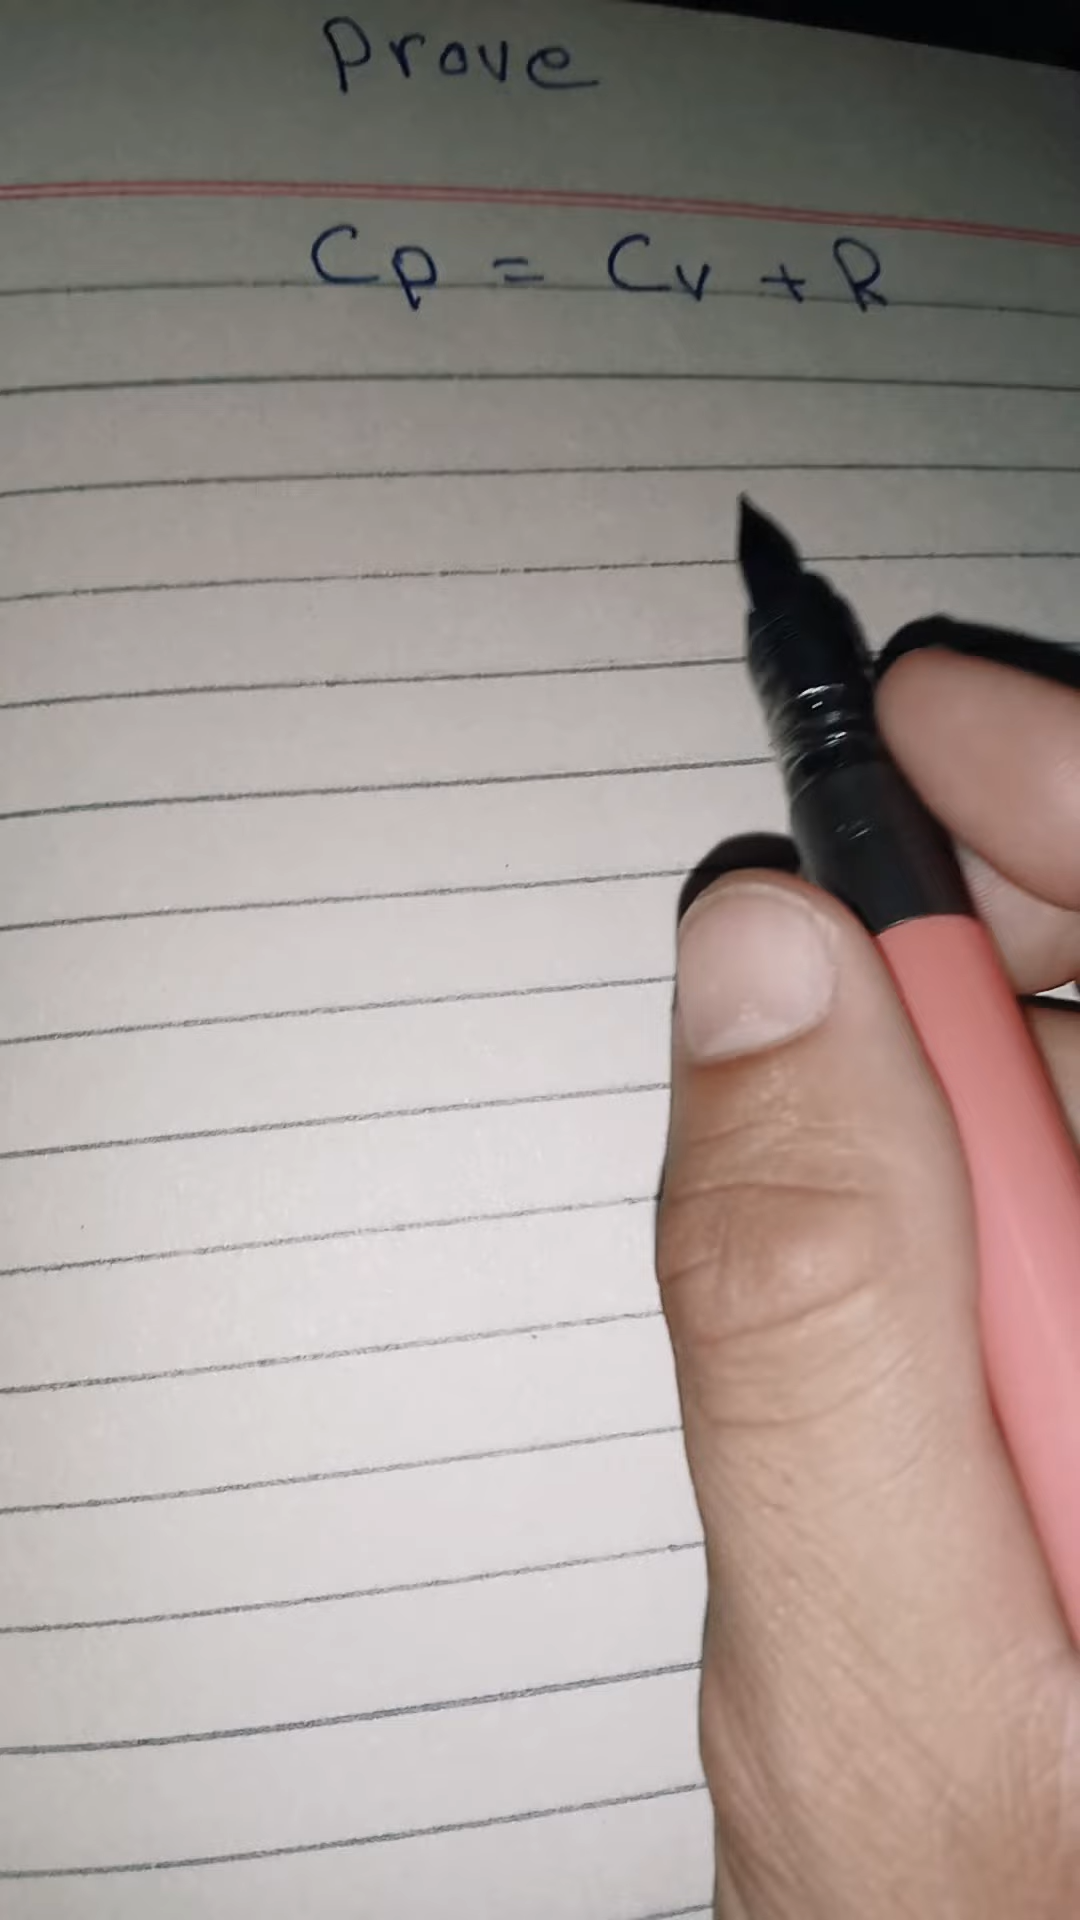 Prove
Cp = Cv + R